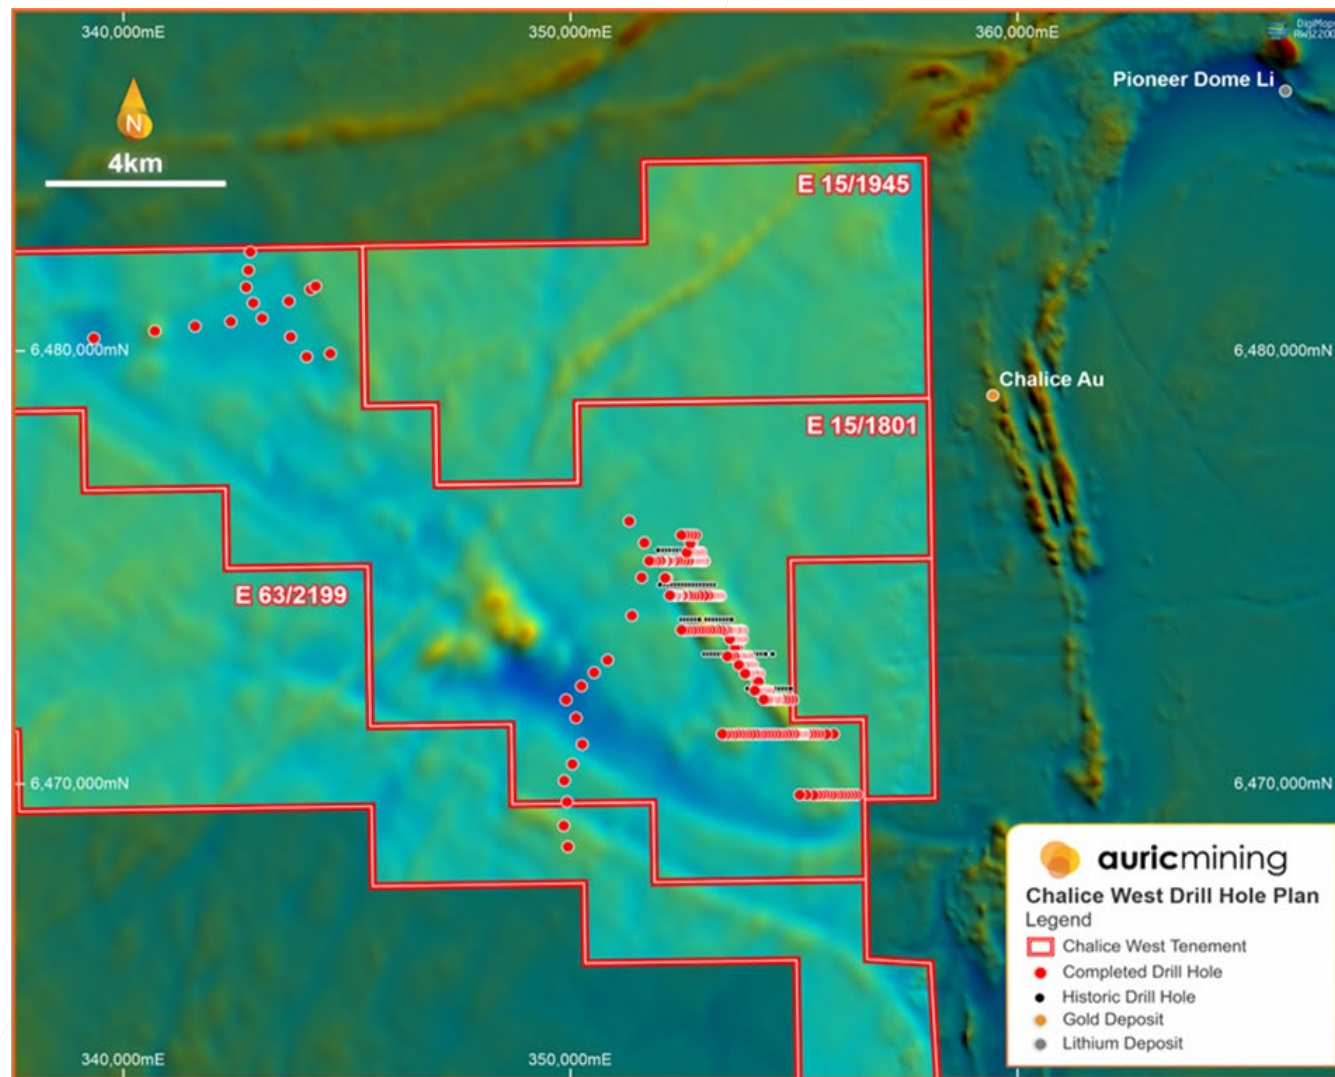 340,000mE
350,000mE
360,000mE
Pioneer Dome Li
N
4km
E 15/1945
6,480,000mN
6,480,000mN
Chalice Au
E 15/1801
E 63/2199
6,470,000mN
6,470,000mN
auricmining
Chalice West Drill Hole Plan
Legend
Chalice West Tenement
Completed Drill Hole
Historic Drill Hole
Gold Deposit
Lithium Deposit
340,000mE
350,000mE